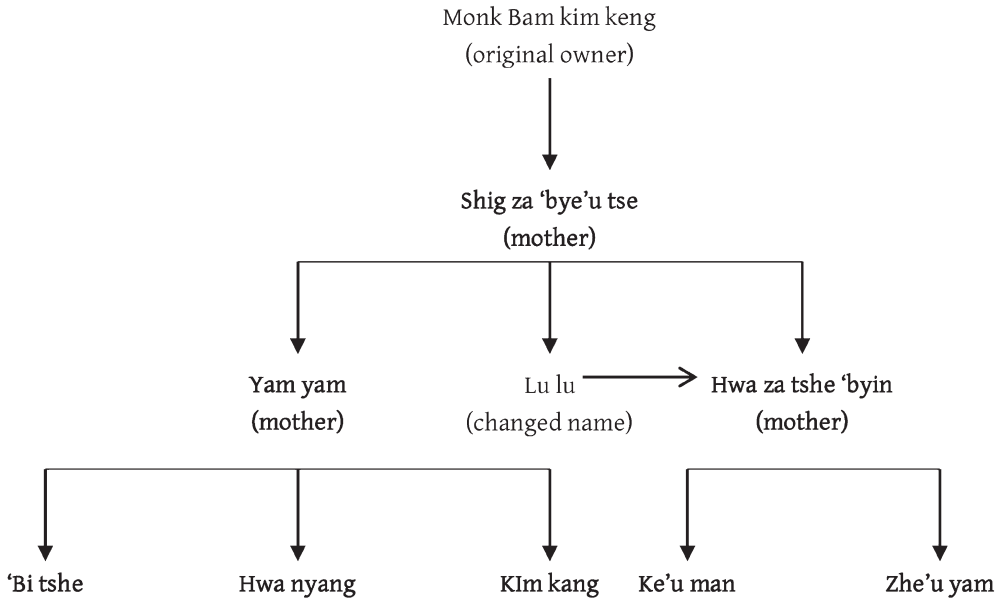 Monk Bam kim keng
(original owner)
Shig za ‘bye’u tse
(mother)
Yam yam
(mother)
Lu lu
(changed name)
Hwa za tshe ‘byin
(mother)
‘Bi tshe
Hwa nyang
KIm kang
Ke’u man
Zhe’u yam